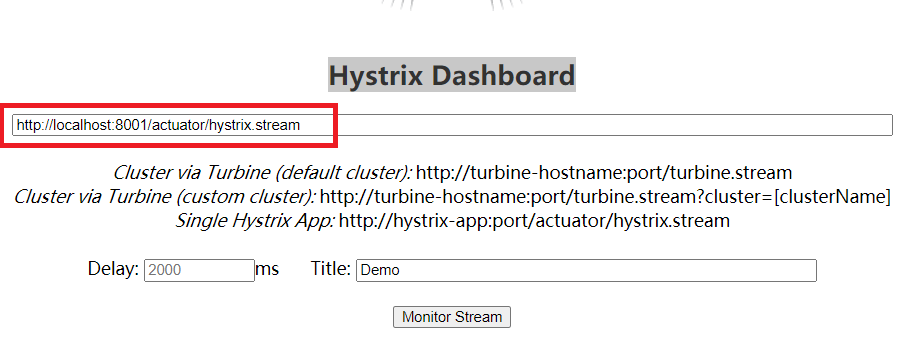 Hystrix Dashboard
http://localhost:8001/actuator/hystrix.stream
Cluster via Turbine (default cluster): http://turbine-hostname:port/turbine.stream
Cluster via Turbine (custom cluster): http://turbine-hostname:port/turbine.stream?cluster=[clusterName]
Single Hystrix App: http://hystrix-app:port/actuator/hystrix.stream
Delay: 2000 ms Title: Demo
Monitor Stream